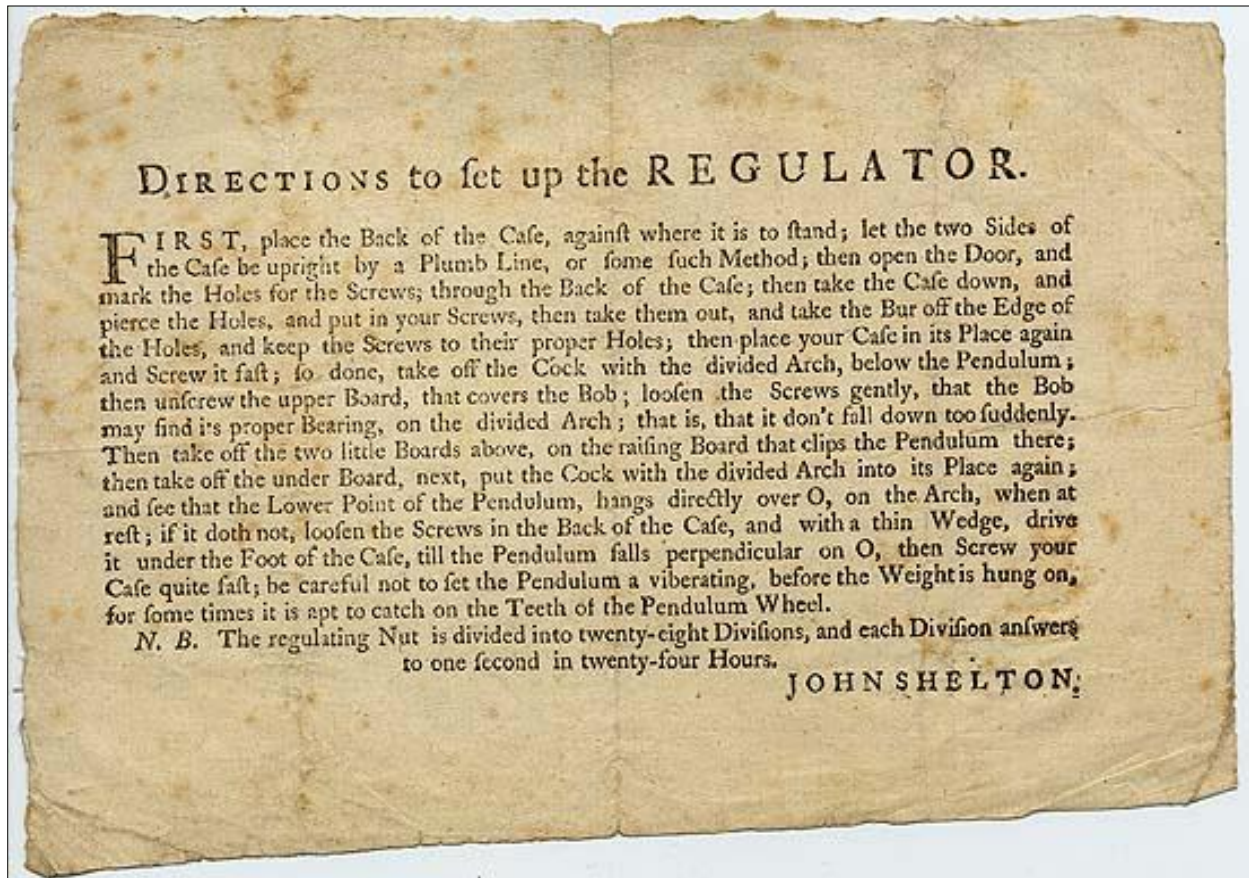 DIRECTIONS to ſet up the REGULATOR.
FIRST, place the Back of the Caſe, againſt where it is to ſtand; let the two Sides of
the Caſe be upright by a Plumb Line, or ſome ſuch Method; then open the Door, and
mark the Holes for the Screws; through the Back of the Caſe; then take the Caſe down, and
pierce the Holes, and put in your Screws, then take them out, and take the Bur off the Edge of
the Holes, and keep the Screws to their proper Holes; then place your Caſe in its Place again
and Screw it faſt; ſo done, take off the Cock with the divided Arch, below the Pendulum;
then unſcrew the upper Board, that covers the Bob; looſen the Screws gently, that the Bob
may find i's proper Bearing, on the divided Arch; that is, that it don't fall down too ſuddenly.
Then take off the two little Boards above, on the raiſing Board that clips the Pendulum there;
then take off the under Board, next, put the Cock with the divided Arch into its Place again;
and ſee that the Lower Point of the Pendulum, hangs directly over O, on the Arch, when at
reſt; if it doth not, looſen the Screws in the Back of the Caſe, and with a thin Wedge, drive
it under the Foot of the Caſe, till the Pendulum falls perpendicular on O, then Screw your
Caſe quite faſt; be careful not to ſet the Pendulum a viberating, before the Weight is hung on,
for ſome times it is apt to catch on the Teeth of the Pendulum Wheel.
N. B. The regulating Nut is divided into twenty-eight Diviſions, and each Diviſion anſwers
to one ſecond in twenty-four Hours.
JOHN SHELTON.